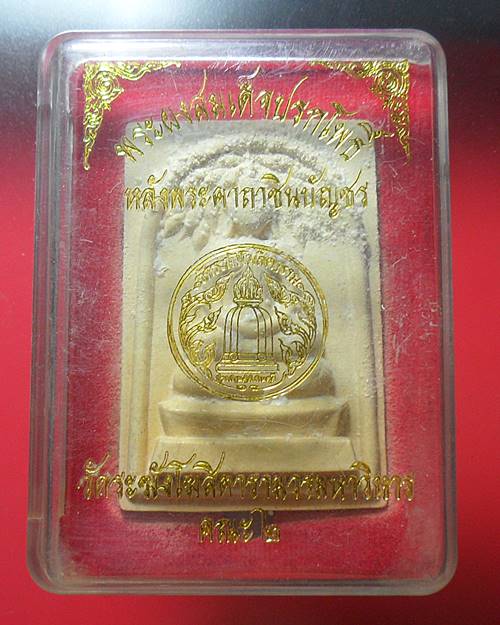 พระผงสมเด็จปรกโพธิ์
หลังพระคาถาชินบัญชร
วัดระฆังโฆสิตารามวรมหาวิหาร
คณะ ๒